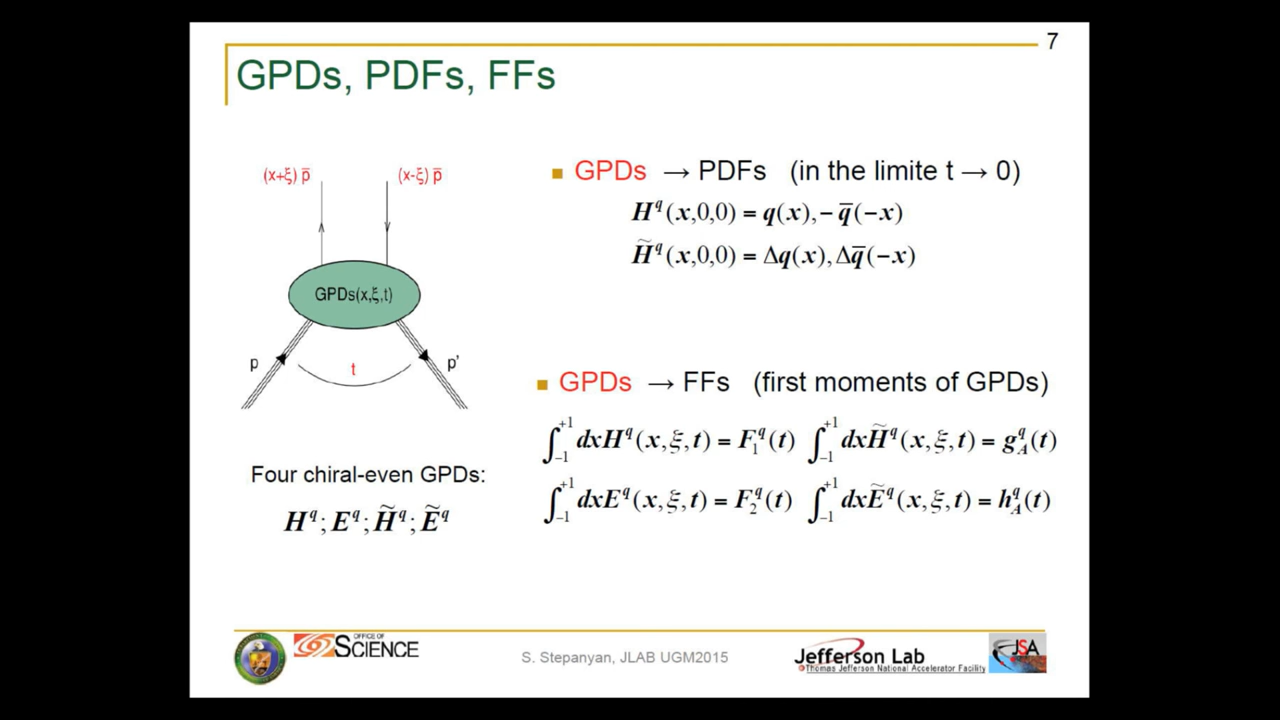 7
GPDs, PDFs, FFs
(x+ξ) p̅
(x-ξ) p̅
GPDs(x,ξ,t)
p
t
p'
Four chiral-even GPDs:
H^q; E^q; H̃^q; Ẽ^q
■ GPDs → PDFs (in the limite t → 0)
H^q(x,0,0) = q(x), - q̅(-x)
H̃^q(x,0,0) = Δq(x), Δq̅(-x)
■ GPDs → FFs (first moments of GPDs)
∫_{-1}^{+1} dxH^q(x,ξ,t) = F_1^q(t) ∫_{-1}^{+1} dxH̃^q(x,ξ,t) = g_A^q(t)
∫_{-1}^{+1} dxE^q(x,ξ,t) = F_2^q(t) ∫_{-1}^{+1} dxẼ^q(x,ξ,t) = h_A^q(t)
OFFICE OF
SCIENCE
S. Stepanyan, JLAB UGM2015
Jefferson Lab
Thomas Jefferson National Accelerator Facility
JSA